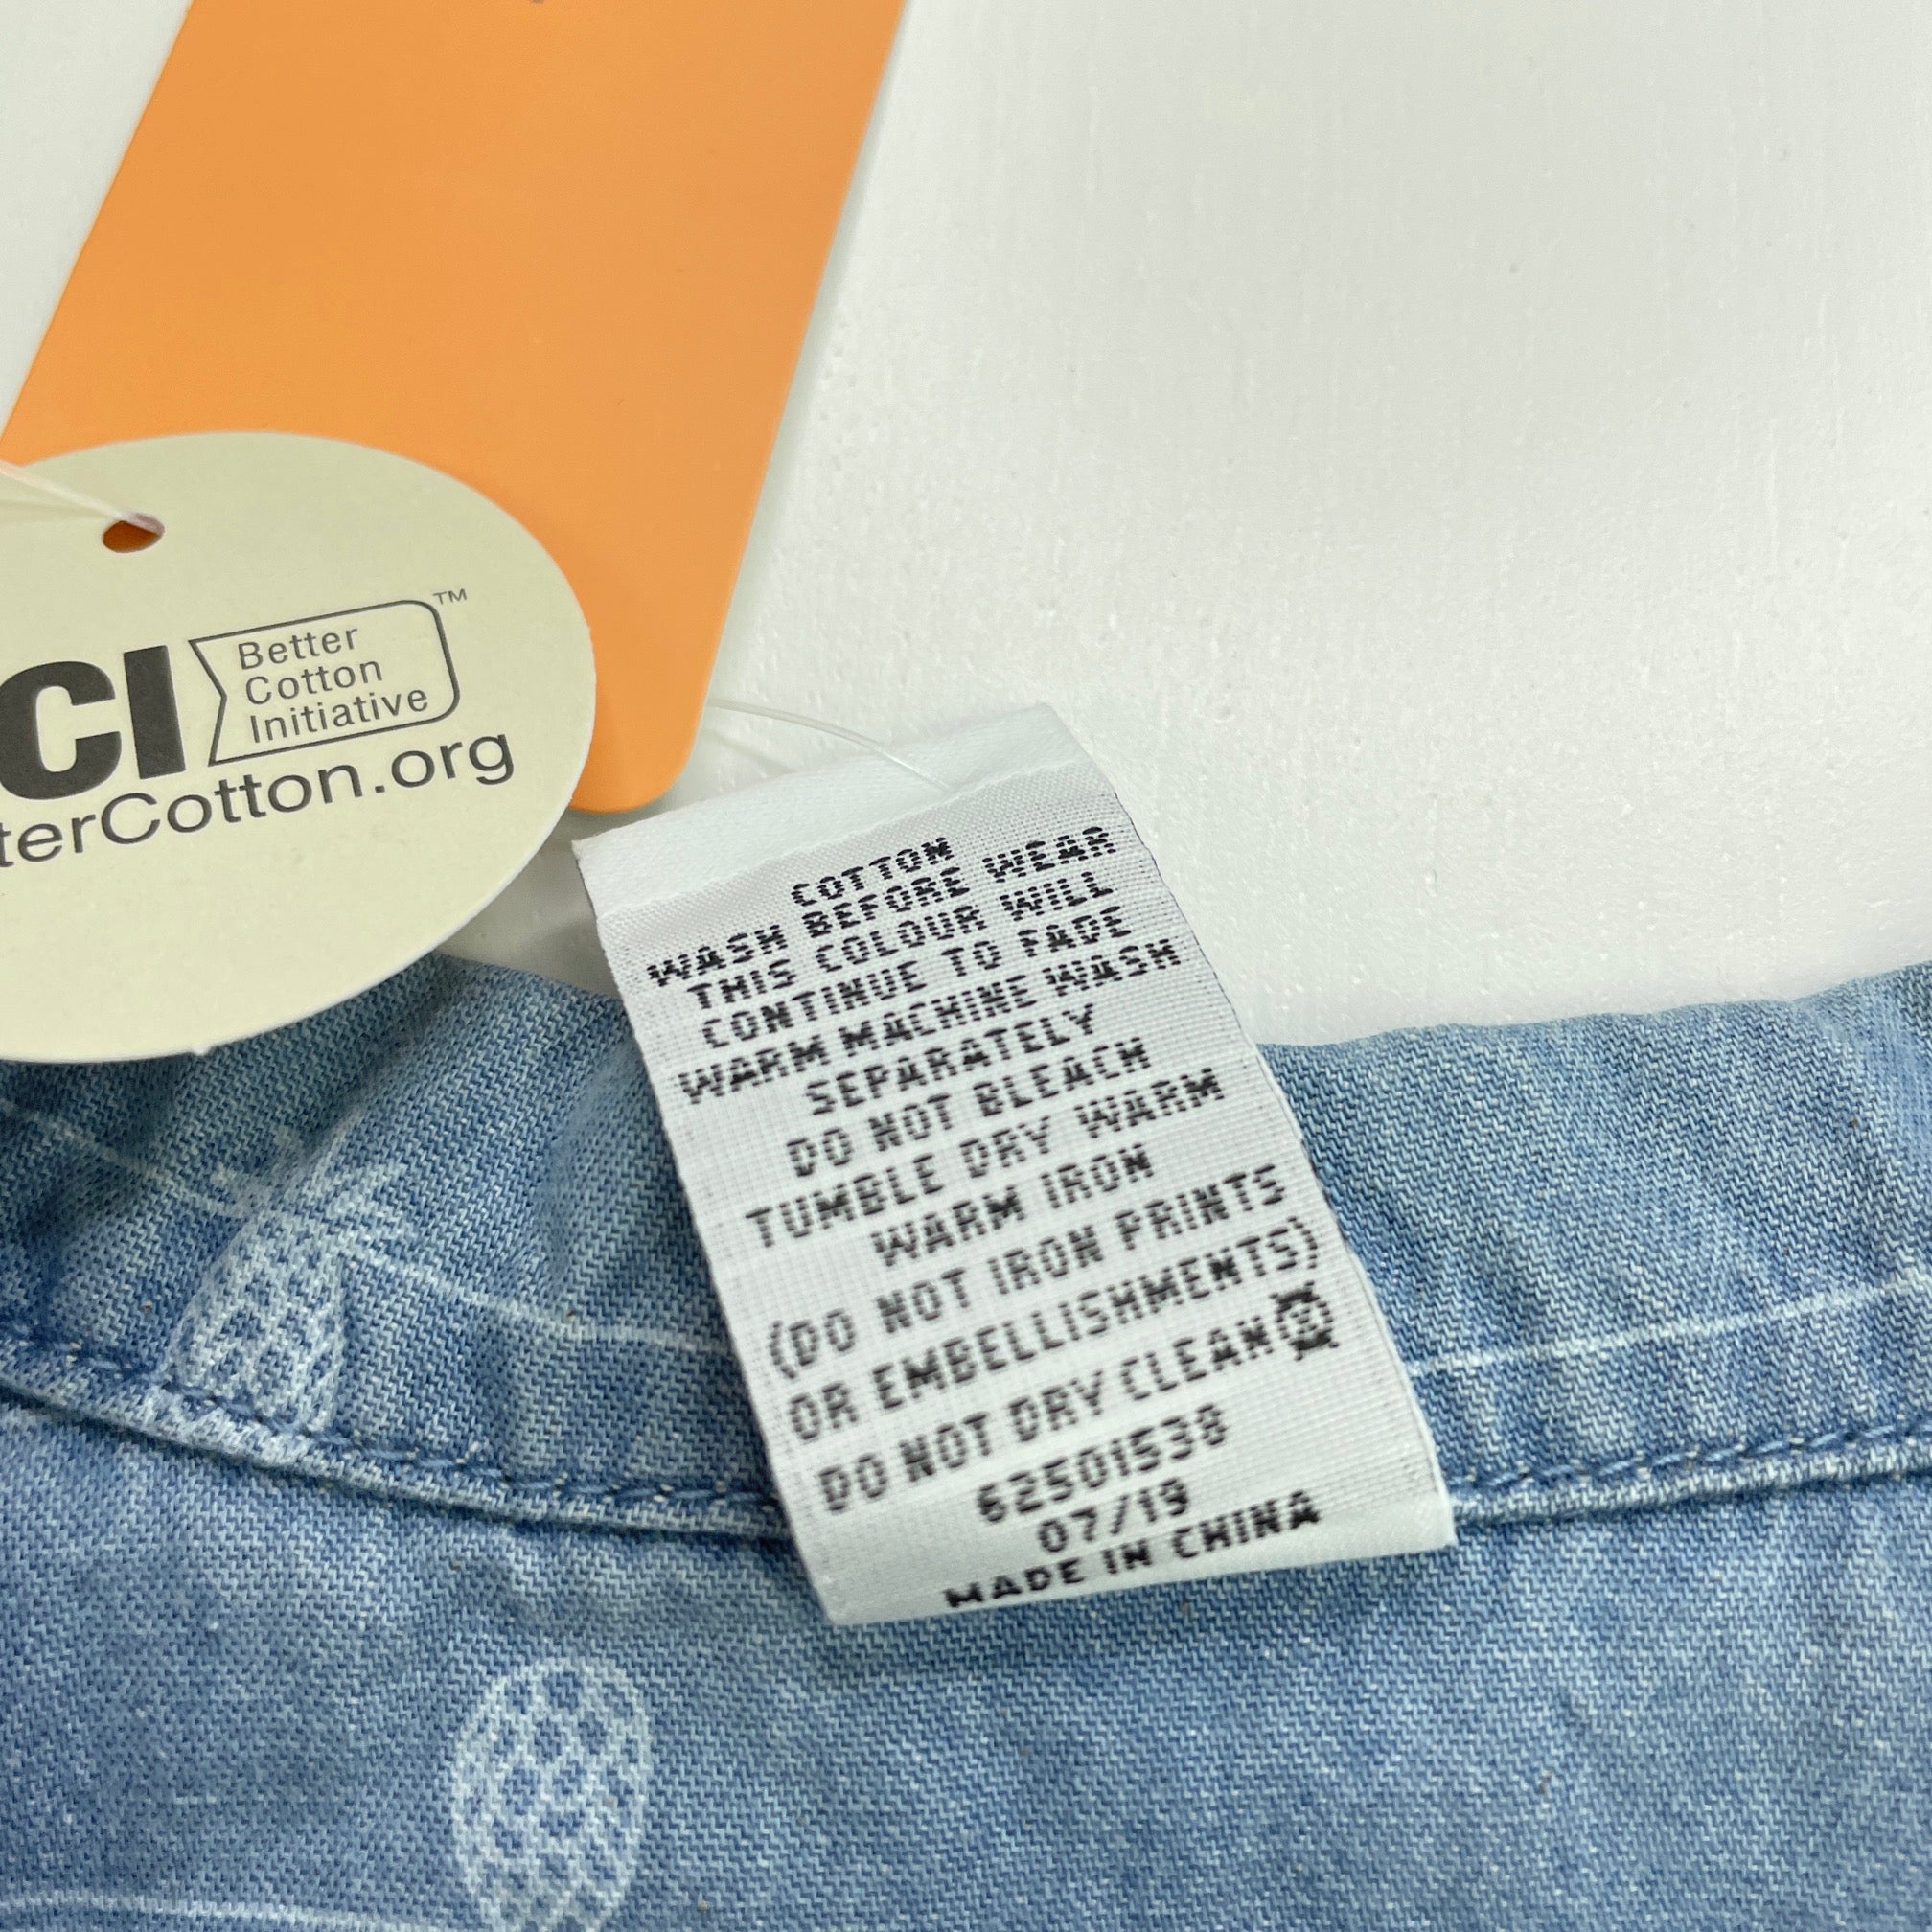 CI
Better
Cotton
Initiative
TM
terCotton.org
COTTON
WASH BEFORE WEAR
THIS COLOUR WILL
CONTINUE TO FADE
WARM MACHINE WASH
SEPARATELY
DO NOT BLEACH
TUMBLE DRY WARM
WARM IRON
(DO NOT IRON PRINTS
OR EMBELLISHMENTS)
DO NOT DRY CLEAN
62501538
07/19
MADE IN CHINA